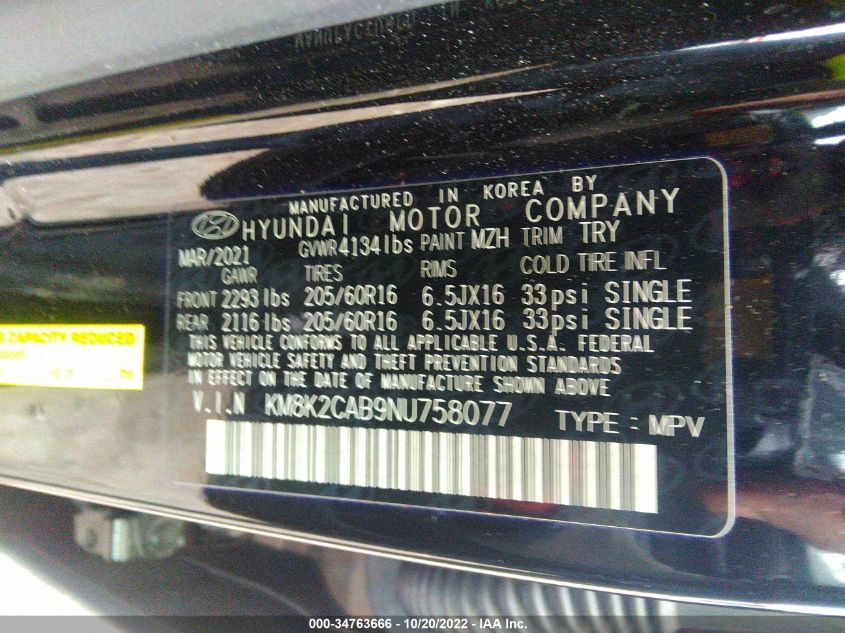 MANUFACTURED IN KOREA BY
HYUNDAI MOTOR COMPANY
MAR/2021 GVWR 4134 lbs PAINT MZH TRIM TRY
GAWR TIRES RIMS COLD TIRE INFL
FRONT 2293 lbs 205/60R16 6.5JX16 33psi SINGLE
REAR 2116 lbs 205/60R16 6.5JX16 33psi SINGLE
THIS VEHICLE CONFORMS TO ALL APPLICABLE U.S.A. FEDERAL
MOTOR VEHICLE SAFETY AND THEFT PREVENTION STANDARDS
IN EFFECT ON THE DATE OF MANUFACTURE SHOWN ABOVE
V.I.N KM8K2CAB9NU758077 TYPE : MPV
CAPACITY REDUCED
000-34763666 - 10/20/2022 - IAA Inc.